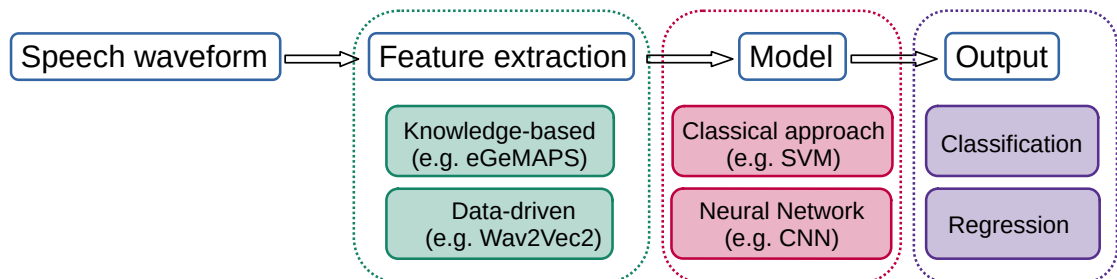 Speech waveform
Feature extraction
Model
Output
Knowledge-based
(e.g. eGeMAPS)
Data-driven
(e.g. Wav2Vec2)
Classical approach
(e.g. SVM)
Neural Network
(e.g. CNN)
Classification
Regression